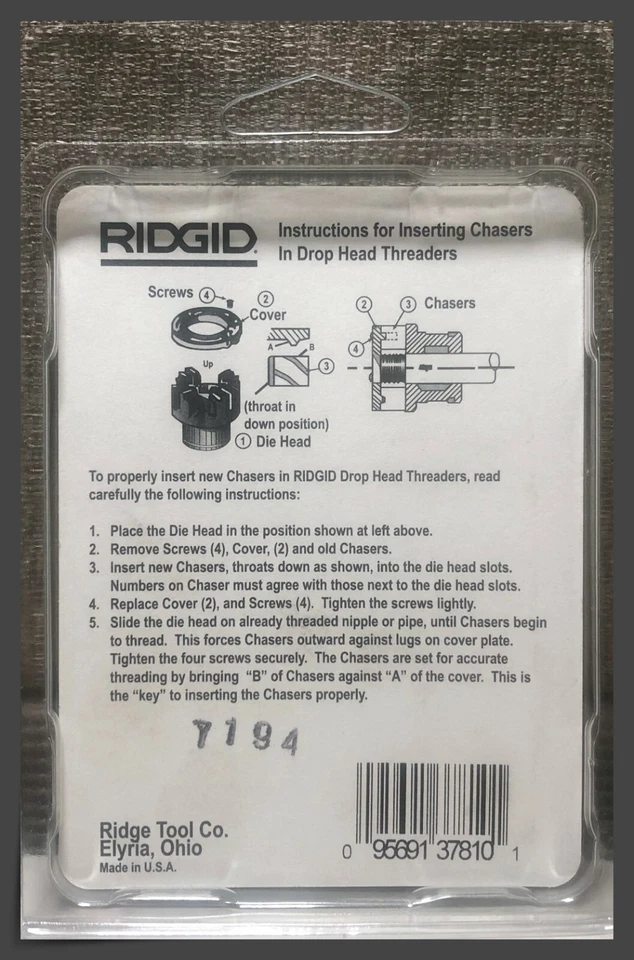 RIDGID
Instructions for Inserting Chasers
In Drop Head Threaders
Screws 4
2
Cover
A
B
3
Up
(throat in
down position)
1 Die Head
2 3 Chasers
4
To properly insert new Chasers in RIDGID Drop Head Threaders, read
carefully the following instructions:
1. Place the Die Head in the position shown at left above.
2. Remove Screws (4), Cover, (2) and old Chasers.
3. Insert new Chasers, throats down as shown, into the die head slots.
Numbers on Chaser must agree with those next to the die head slots.
4. Replace Cover (2), and Screws (4). Tighten the screws lightly.
5. Slide the die head on already threaded nipple or pipe, until Chasers begin
to thread. This forces Chasers outward against lugs on cover plate.
Tighten the four screws securely. The Chasers are set for accurate
threading by bringing "B" of Chasers against "A" of the cover. This is
the "key" to inserting the Chasers properly.
7194
Ridge Tool Co.
Elyria, Ohio
Made in U.S.A.
0 95691 37810 1